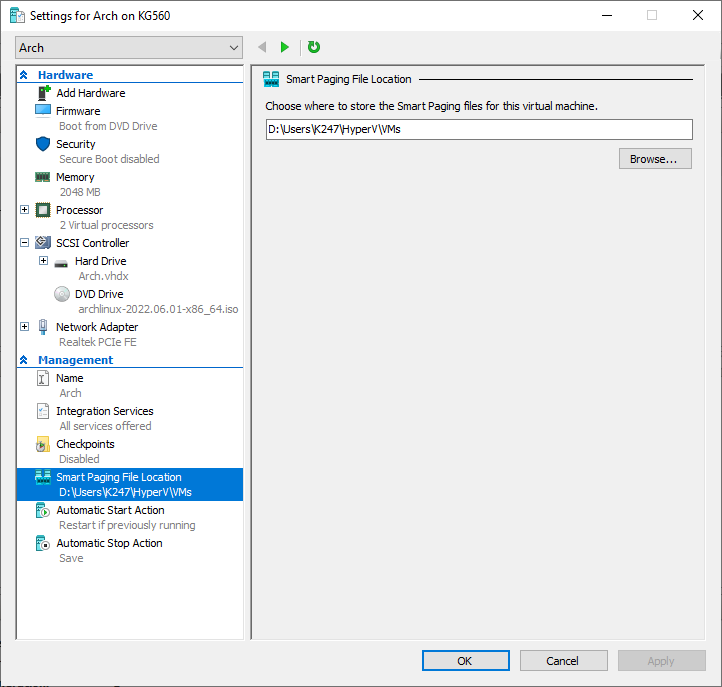 Settings for Arch on KG560
Arch
Hardware
Add Hardware
Firmware
Boot from DVD Drive
Security
Secure Boot disabled
Memory
2048 MB
Processor
2 Virtual processors
SCSI Controller
Hard Drive
Arch.vhdx
DVD Drive
archlinux-2022.06.01-x86_64.iso
Network Adapter
Realtek PCIe FE
Management
Name
Arch
Integration Services
All services offered
Checkpoints
Disabled
Smart Paging File Location
D:\Users\K247\HyperV\VMs
Automatic Start Action
Restart if previously running
Automatic Stop Action
Save
Smart Paging File Location
Choose where to store the Smart Paging files for this virtual machine.
D:\Users\K247\HyperV\VMs
Browse...
OK
Cancel
Apply